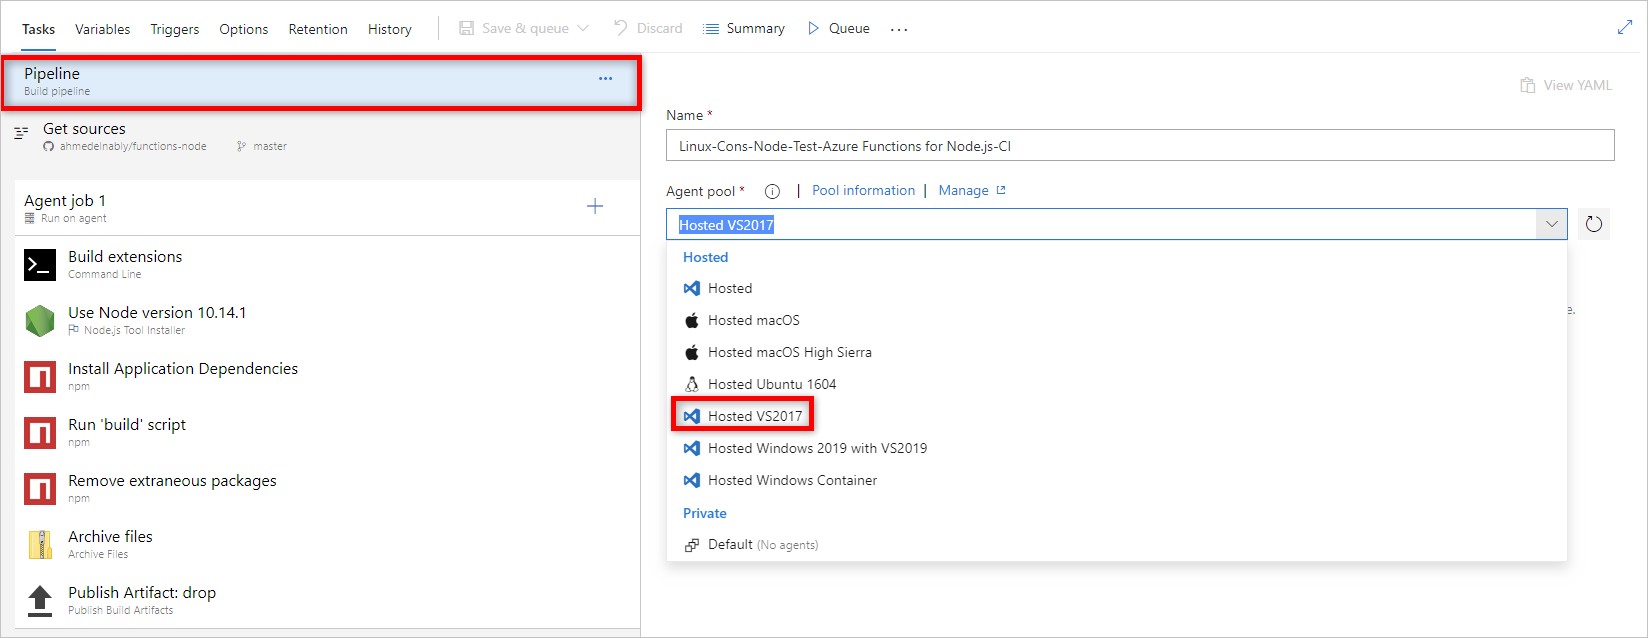 Tasks Variables Triggers Options Retention History Save & queue Discard Summary Queue ...
Pipeline ...
Build pipeline
Get sources
ahmedelnably/functions-node master
Agent job 1
Run on agent
Build extensions
Command Line
Use Node version 10.14.1
Node.js Tool Installer
Install Application Dependencies
npm
Run 'build' script
npm
Remove extraneous packages
npm
Archive files
Archive Files
Publish Artifact: drop
Publish Build Artifacts
View YAML
Name *
Linux-Cons-Node-Test-Azure Functions for Node.js-CI
Agent pool * | Pool information | Manage
Hosted VS2017
Hosted
Hosted
Hosted macOS
Hosted macOS High Sierra
Hosted Ubuntu 1604
Hosted VS2017
Hosted Windows 2019 with VS2019
Hosted Windows Container
Private
Default (No agents)
e.